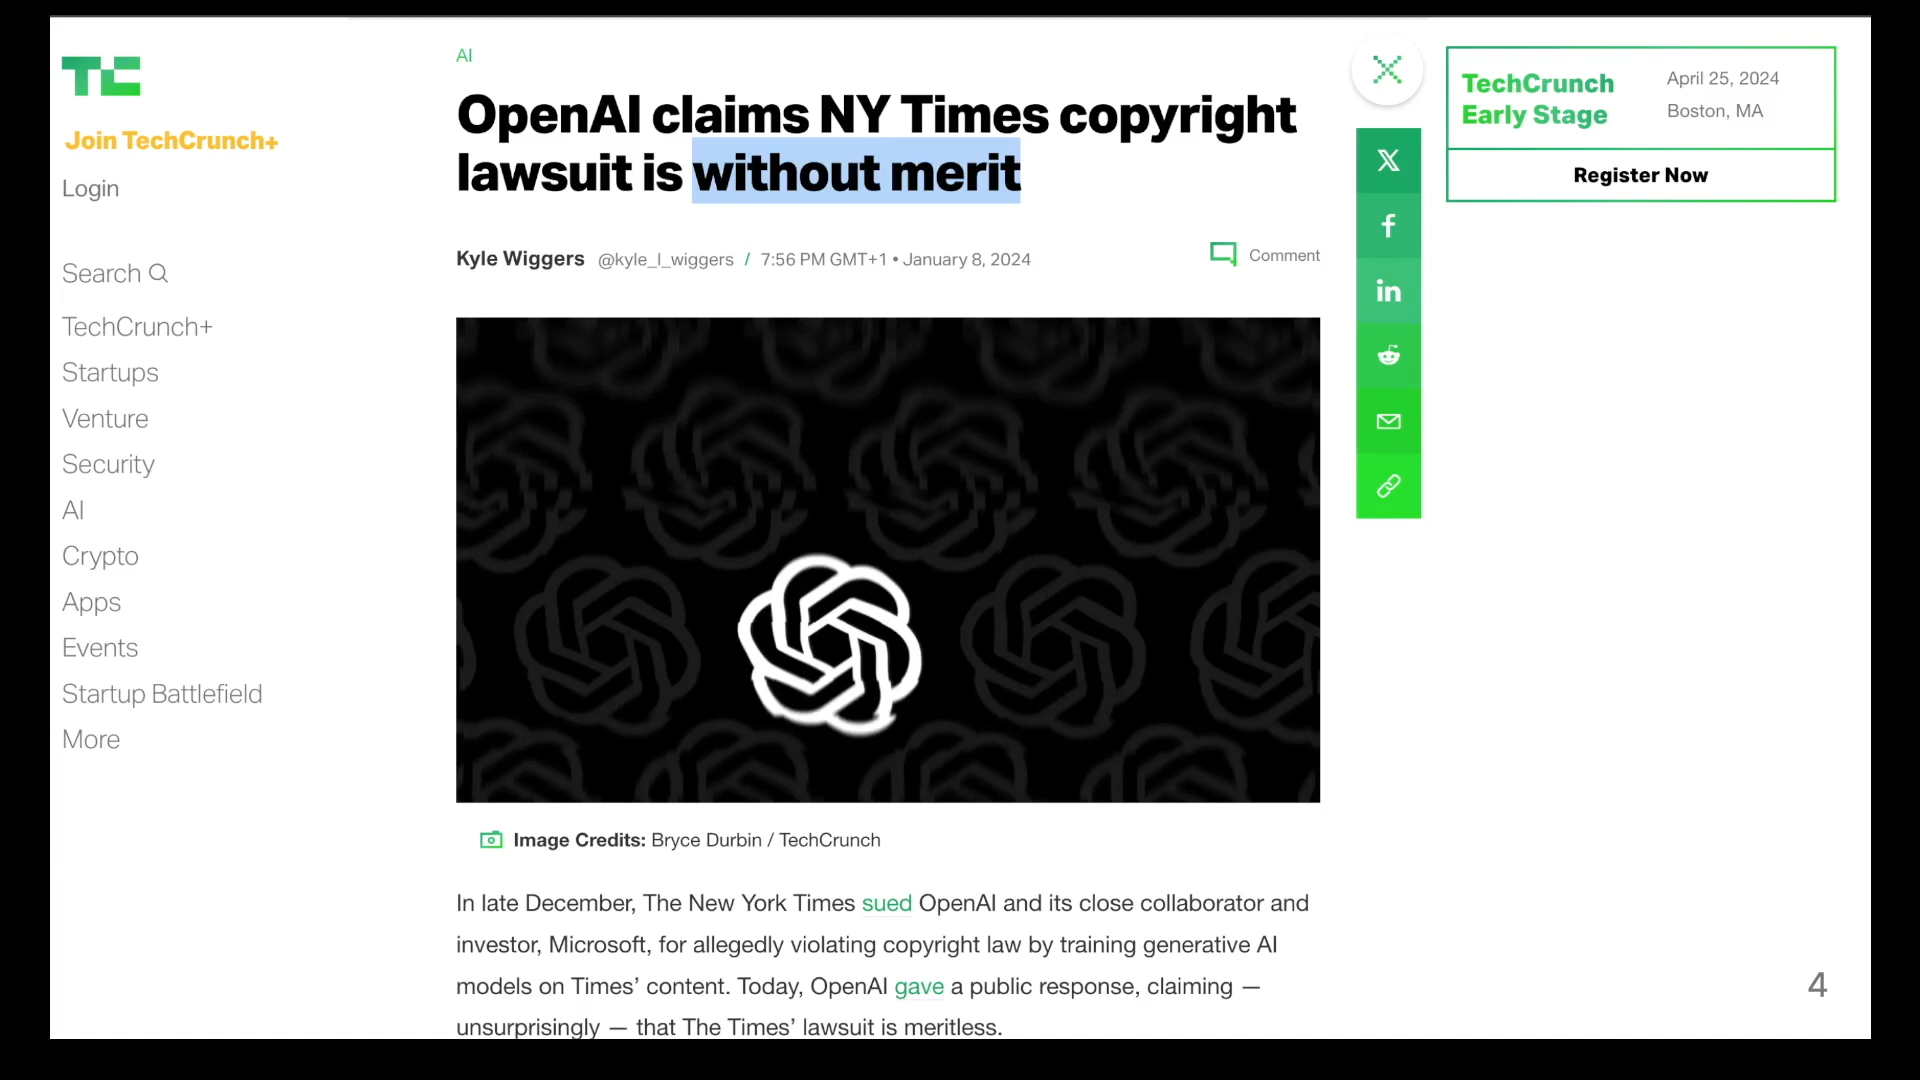 TC
Join TechCrunch+
Login
Search
TechCrunch+
Startups
Venture
Security
AI
Crypto
Apps
Events
Startup Battlefield
More
AI
OpenAI claims NY Times copyright
lawsuit is without merit
Kyle Wiggers @kyle_l_wiggers / 7:56 PM GMT+1 • January 8, 2024
Comment
Image Credits: Bryce Durbin / TechCrunch
In late December, The New York Times sued OpenAI and its close collaborator and
investor, Microsoft, for allegedly violating copyright law by training generative AI
models on Times’ content. Today, OpenAI gave a public response, claiming —
unsurprisingly — that The Times’ lawsuit is meritless.
X
f
in
TechCrunch
Early Stage
April 25, 2024
Boston, MA
Register Now
4